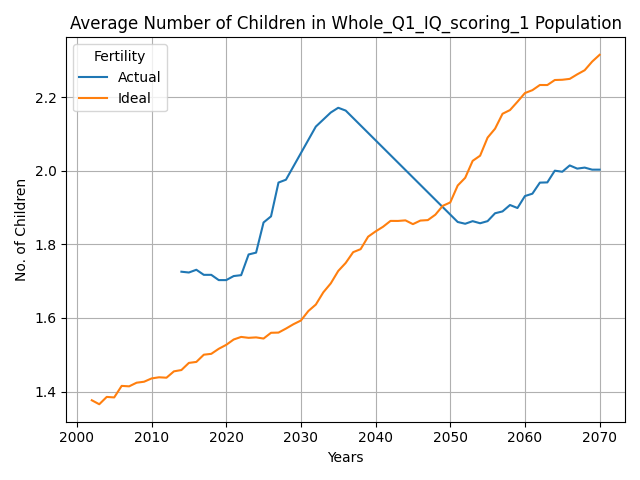 Average Number of Children in Whole_Q1_IQ_scoring_1 Population
Fertility
Actual
Ideal
2.2
2.0
1.8
1.6
1.4
No. of Children
2000 2010 2020 2030 2040 2050 2060 2070
Years